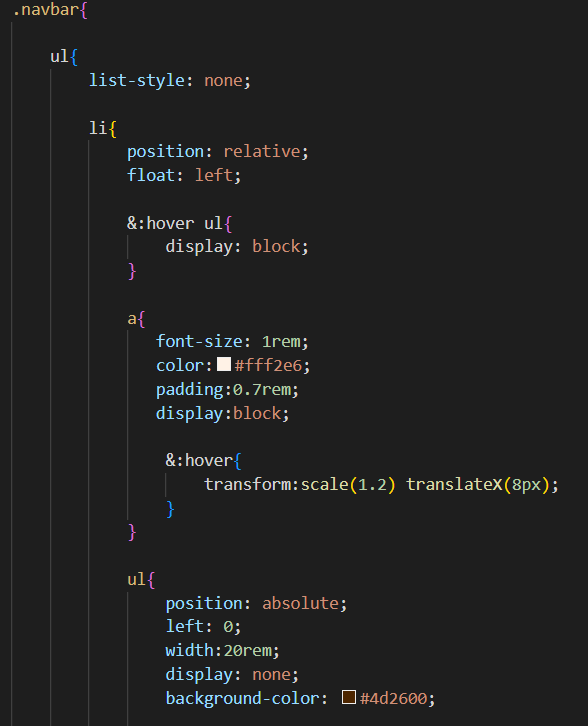 .navbar{
ul{
list-style: none;
li{
position: relative;
float: left;
&:hover ul{
display: block;
}
a{
font-size: 1rem;
color:#fff2e6;
padding:0.7rem;
display:block;
&:hover{
transform:scale(1.2) translateX(8px);
}
}
ul{
position: absolute;
left: 0;
width:20rem;
display: none;
background-color: #4d2600;